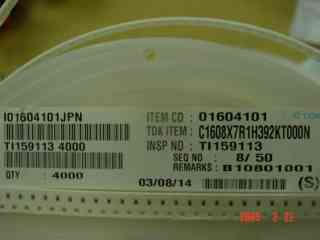 I01604101JPN
ITEM CD : 01604101
TDK ITEM : C1608X7R1H392KT000N
TI159113 4000
INSP NO : TI159113
SEQ NO : 8/ 50
QTY : 4000
REMARKS : B10801001
03/08/14 (S)